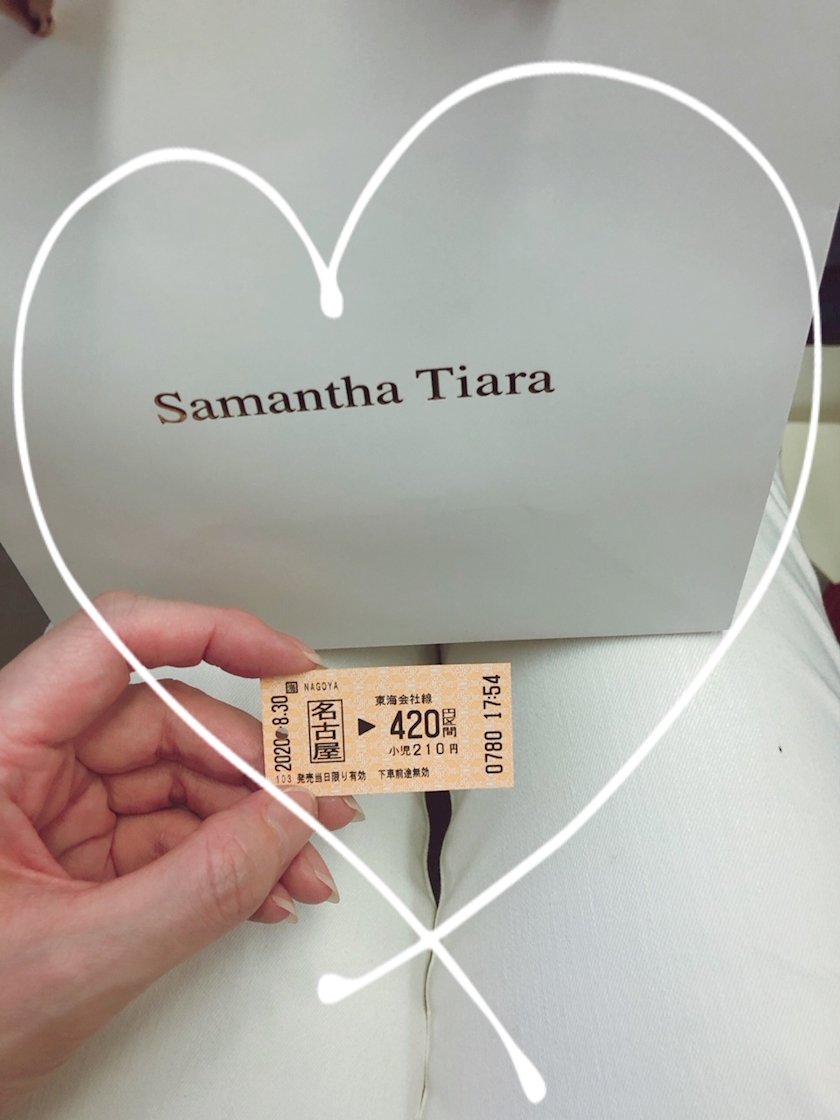 Samantha Tiara
NAGOYA
名古屋 ▶ 420円区間
東海会社線
小児210円
発売当日限り有効 下車前途無効
103
2020.-8.30
0780 17:54